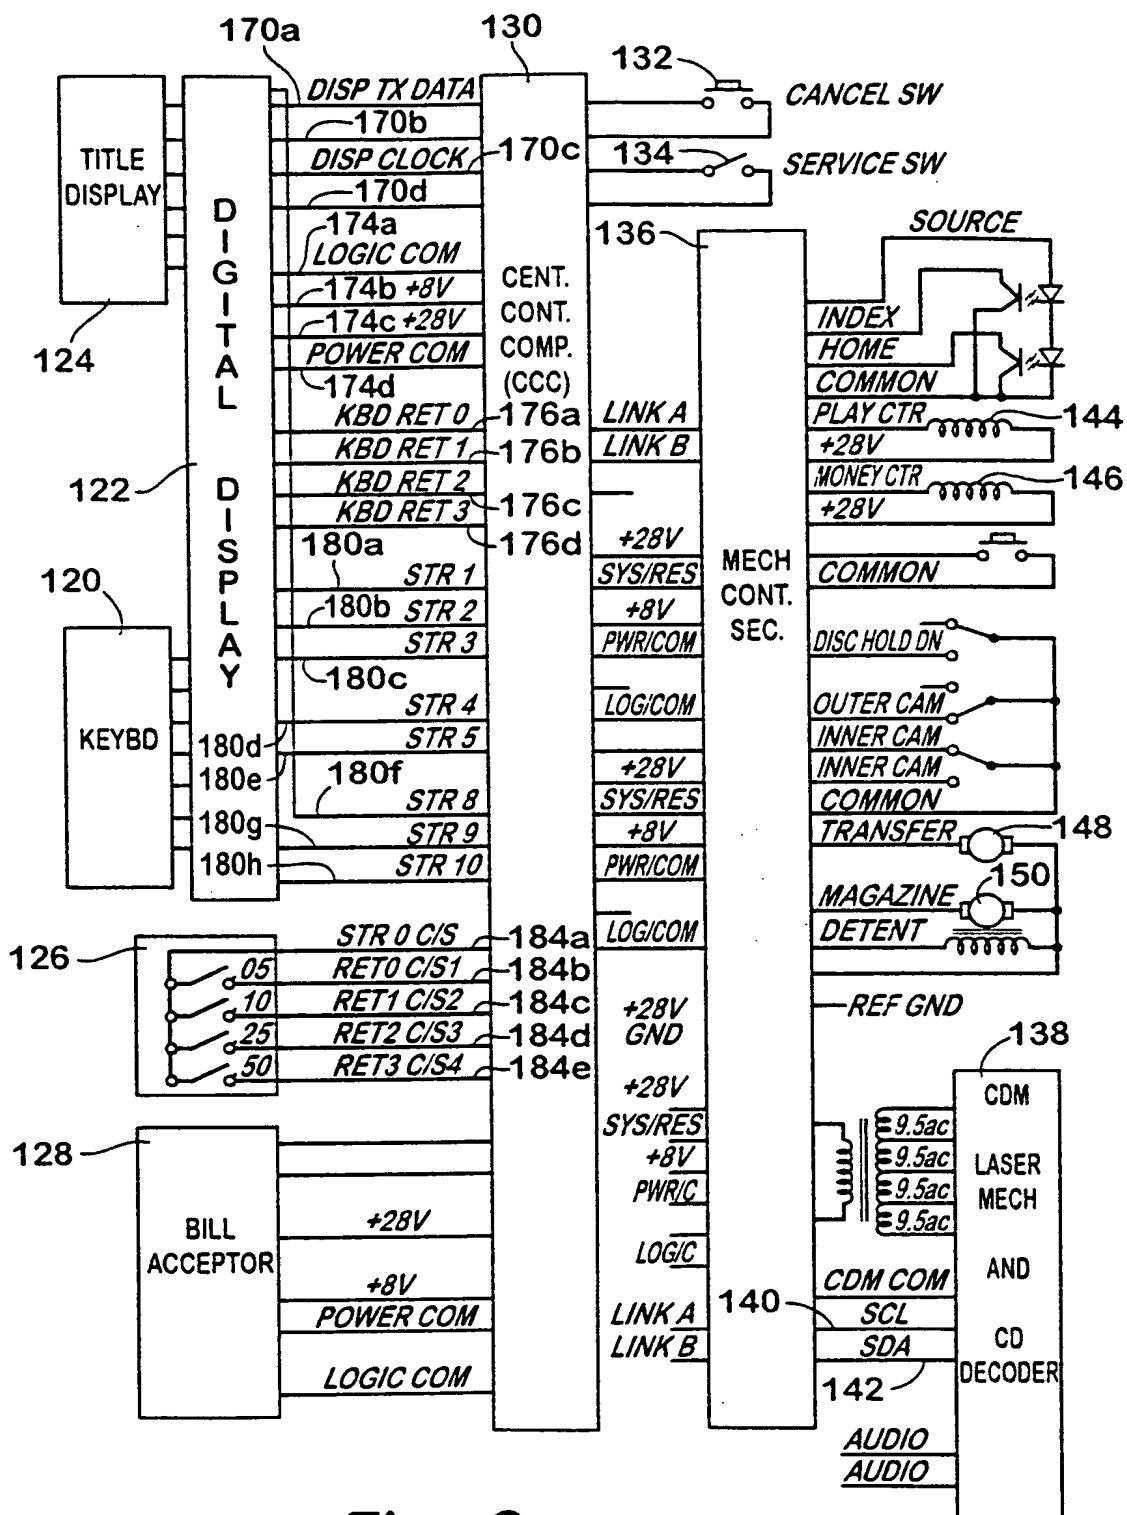 170a
130
132
DISP TX DATA
CANCEL SW
170b
TITLE DISPLAY
DISP CLOCK
170c
134
SERVICE SW
170d
174a
136
SOURCE
LOGIC COM
DIGITAL DISPLAY
CENT. CONT. COMP. (CCC)
174b +8V
174c +28V
INDEX
POWER COM
HOME
124
174d
COMMON
KBD RET 0
176a
LINK A
PLAY CTR
144
KBD RET 1
176b
LINK B
+28V
122
KBD RET 2
176c
MONEY CTR
146
KBD RET 3
176d
+28V
180a
+28V
MECH CONT. SEC.
120
STR 1
SYS/RES
COMMON
180b
STR 2
+8V
STR 3
PWR/COM
DISC HOLD DN
180c
STR 4
LOG/COM
OUTER CAM
KEYBD
180d
STR 5
INNER CAM
180e
180f
+28V
INNER CAM
STR 8
SYS/RES
COMMON
180g
STR 9
+8V
TRANSFER
148
180h
STR 10
PWR/COM
MAGAZINE
150
126
STR 0 C/S
184a
LOG/COM
DETENT
05
RET0 C/S1
184b
10
RET1 C/S2
184c
+28V
REF GND
25
RET2 C/S3
184d
GND
138
50
RET3 C/S4
184e
+28V
CDM
128
SYS/RES
9.5ac
+8V
9.5ac
LASER MECH
PWR/C
9.5ac
BILL ACCEPTOR
+28V
9.5ac
LOG/C
AND
+8V
CDM COM
POWER COM
LINK A
140
SCL
CD DECODER
LINK B
SDA
LOGIC COM
142
AUDIO
AUDIO